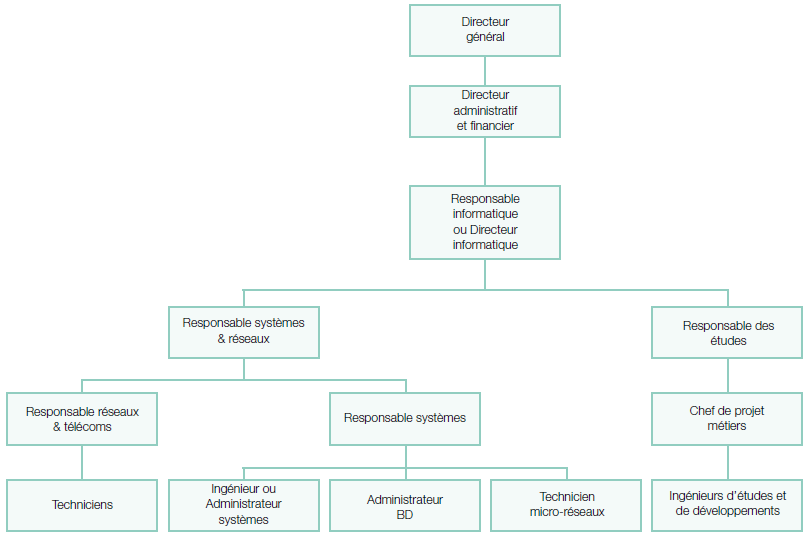 Directeur
général
Directeur
administratif
et financier
Responsable
informatique
ou Directeur
informatique
Responsable systèmes
& réseaux
Responsable des
études
Responsable réseaux
& télécoms
Responsable systèmes
Chef de projet
métiers
Techniciens
Ingénieur ou
Administrateur
systèmes
Administrateur
BD
Technicien
micro-réseaux
Ingénieurs d'études et
de développements